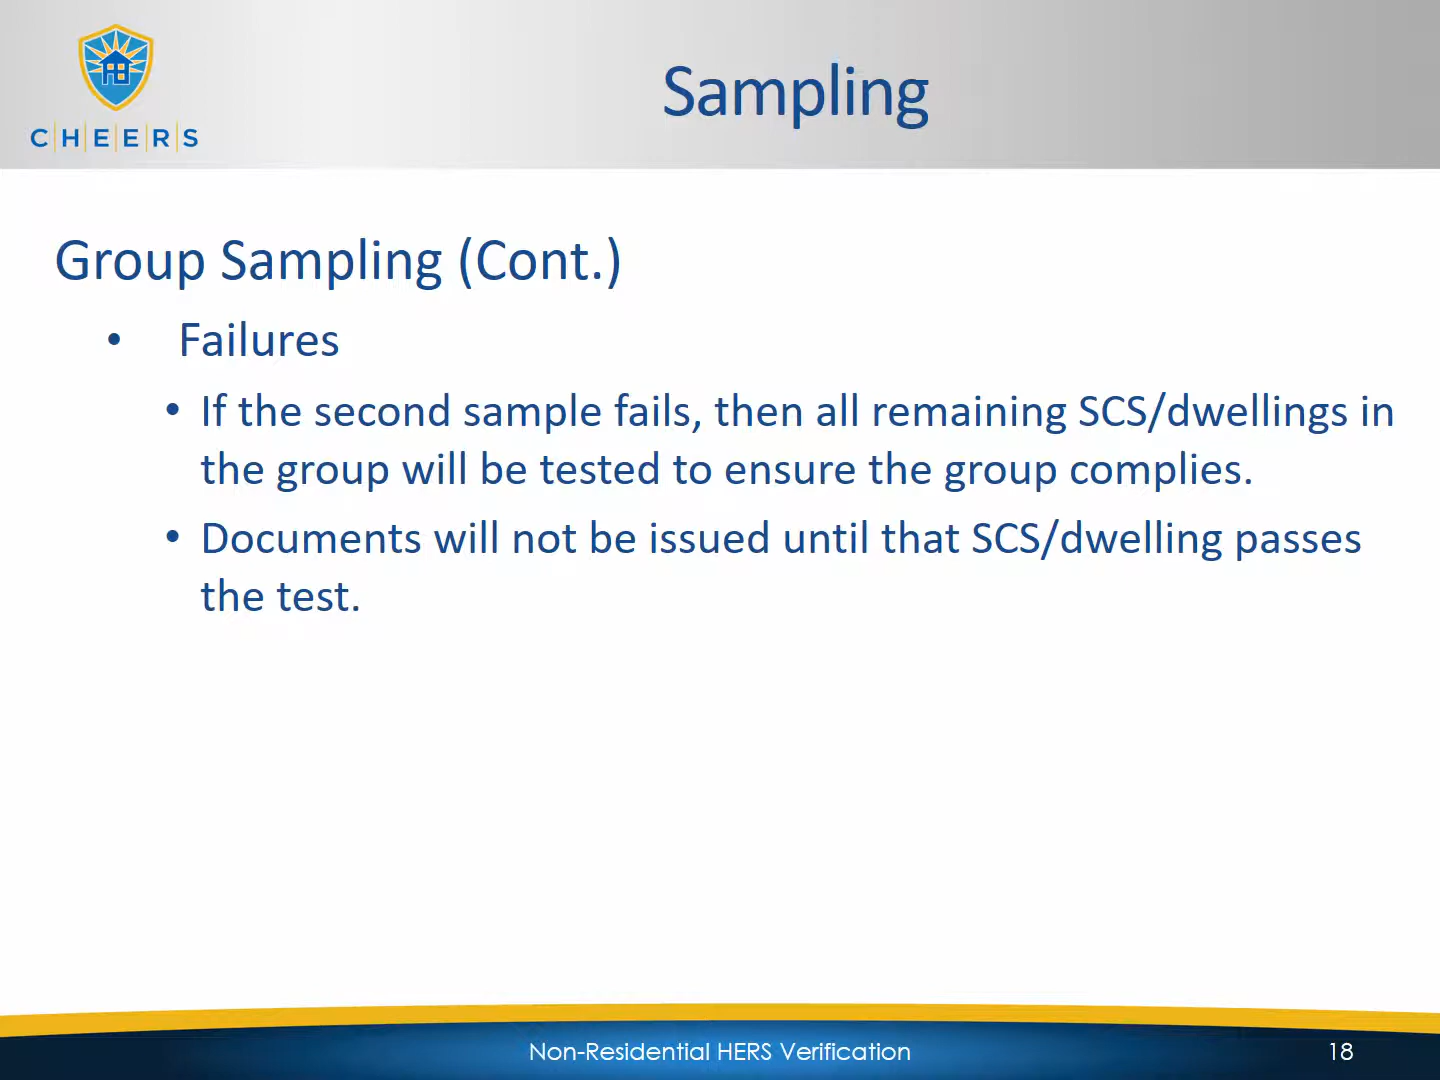 CHEERS
Sampling
Group Sampling (Cont.)
• Failures
• If the second sample fails, then all remaining SCS/dwellings in
the group will be tested to ensure the group complies.
• Documents will not be issued until that SCS/dwelling passes
the test.
Non-Residential HERS Verification
18